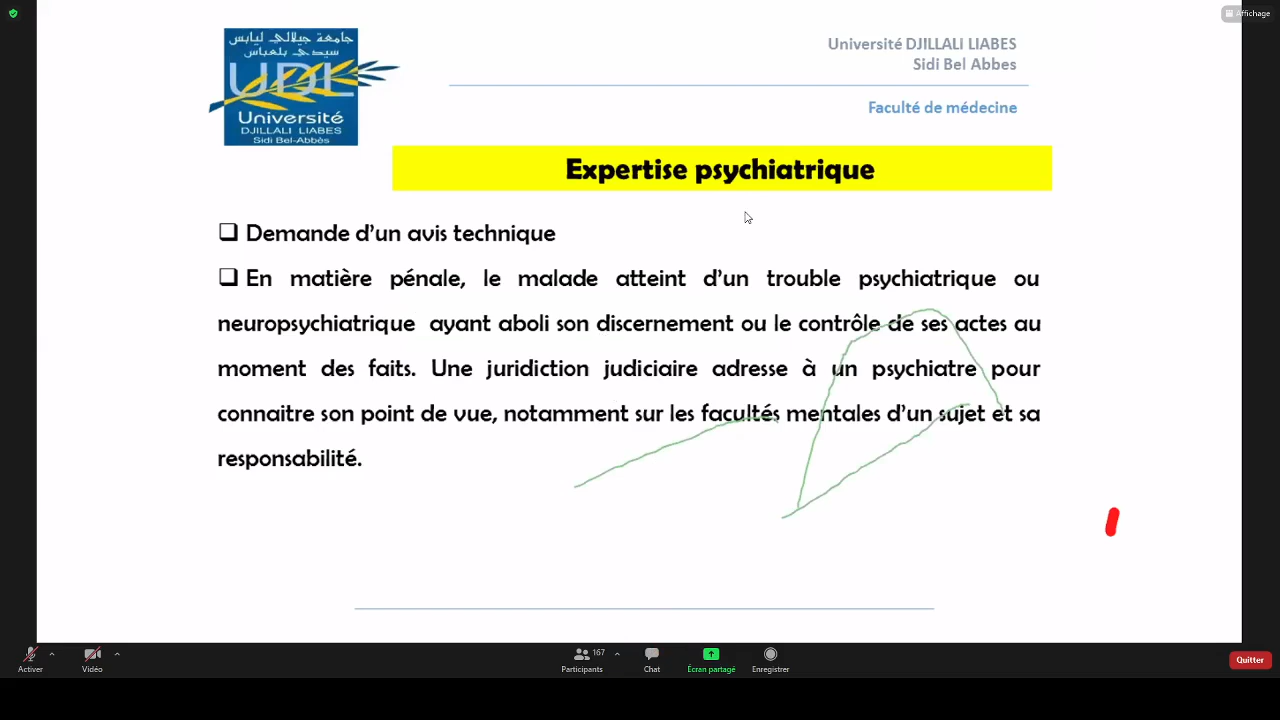 Affichage
جامعة جيلالي ليابس
سيدي بلعباس
UDL
Université
DJILLALI LIABES
Sidi Bel-Abbès
Université DJILLALI LIABES
Sidi Bel Abbes
Faculté de médecine
Expertise psychiatrique
❑ Demande d’un avis technique
❑ En matière pénale, le malade atteint d’un trouble psychiatrique ou
neuropsychiatrique ayant aboli son discernement ou le contrôle de ses actes au
moment des faits. Une juridiction judiciaire adresse à un psychiatre pour
connaitre son point de vue, notamment sur les facultés mentales d’un sujet et sa
responsabilité.
Activer
Vidéo
Participants 167
Chat
Écran partagé
Enregistrer
Quitter